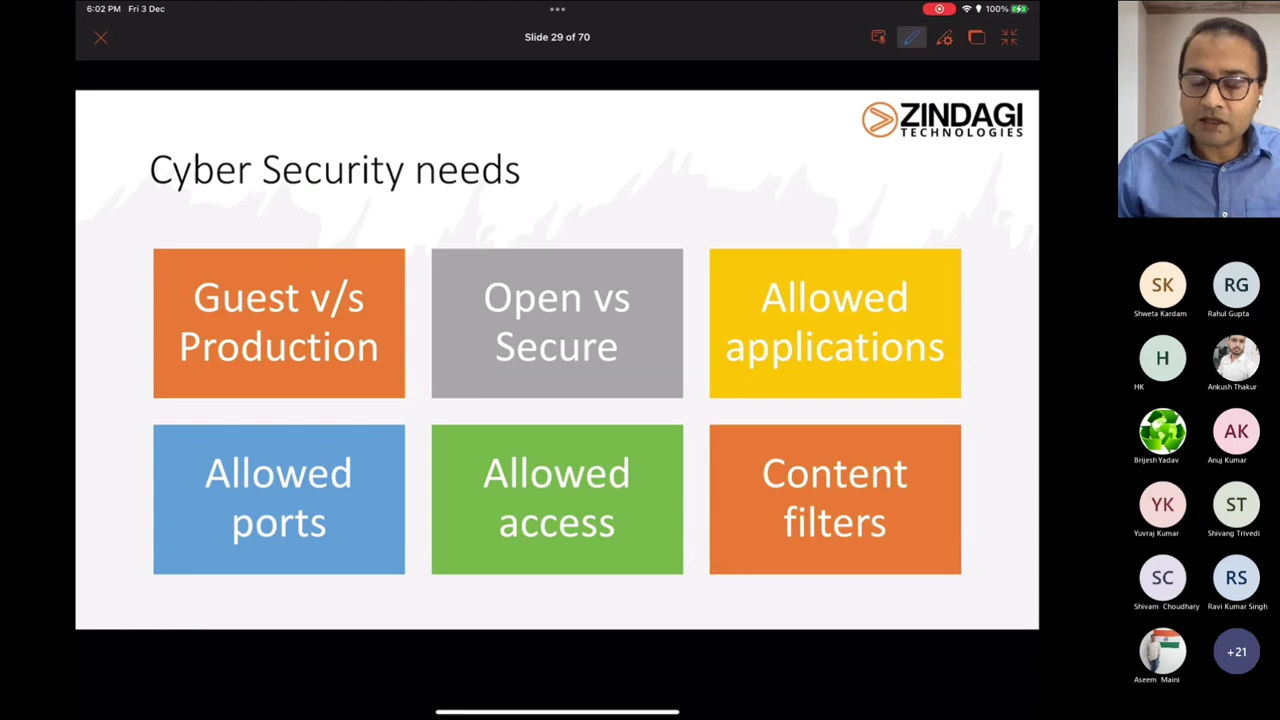 6:02 PM Fri 3 Dec
100%
Slide 29 of 70
ZINDAGI
TECHNOLOGIES
Cyber Security needs
Guest v/s
Production
Open vs
Secure
Allowed
applications
Allowed
ports
Allowed
access
Content
filters
SK
Shweta Kardam
RG
Rahul Gupta
H
HK
Ankush Thakur
Brijesh Yadav
AK
Anuj Kumar
YK
Yuvraj Kumar
ST
Shivang Trivedi
SC
Shivam Choudhary
RS
Ravi Kumar Singh
Aseem Maini
+21